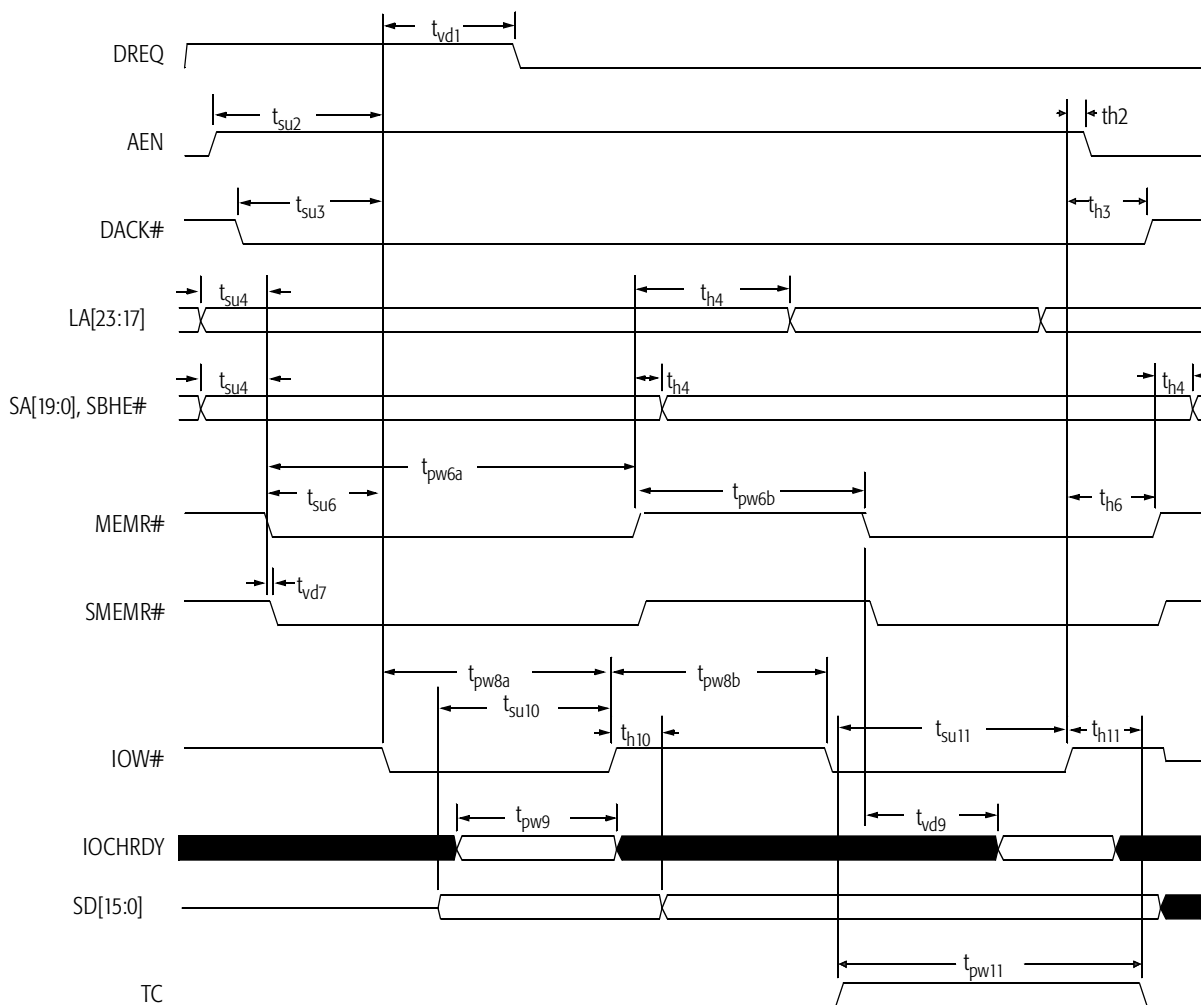 t_vd1
DREQ
t_su2
th2
AEN
t_su3
t_h3
DACK#
t_su4
t_h4
LA[23:17]
t_su4
t_h4
t_h4
SA[19:0], SBHE#
t_pw6a
t_su6
t_pw6b
t_h6
MEMR#
t_vd7
SMEMR#
t_pw8a
t_pw8b
t_su10
t_h10
t_su11
t_h11
IOW#
t_pw9
t_vd9
IOCHRDY
SD[15:0]
t_pw11
TC